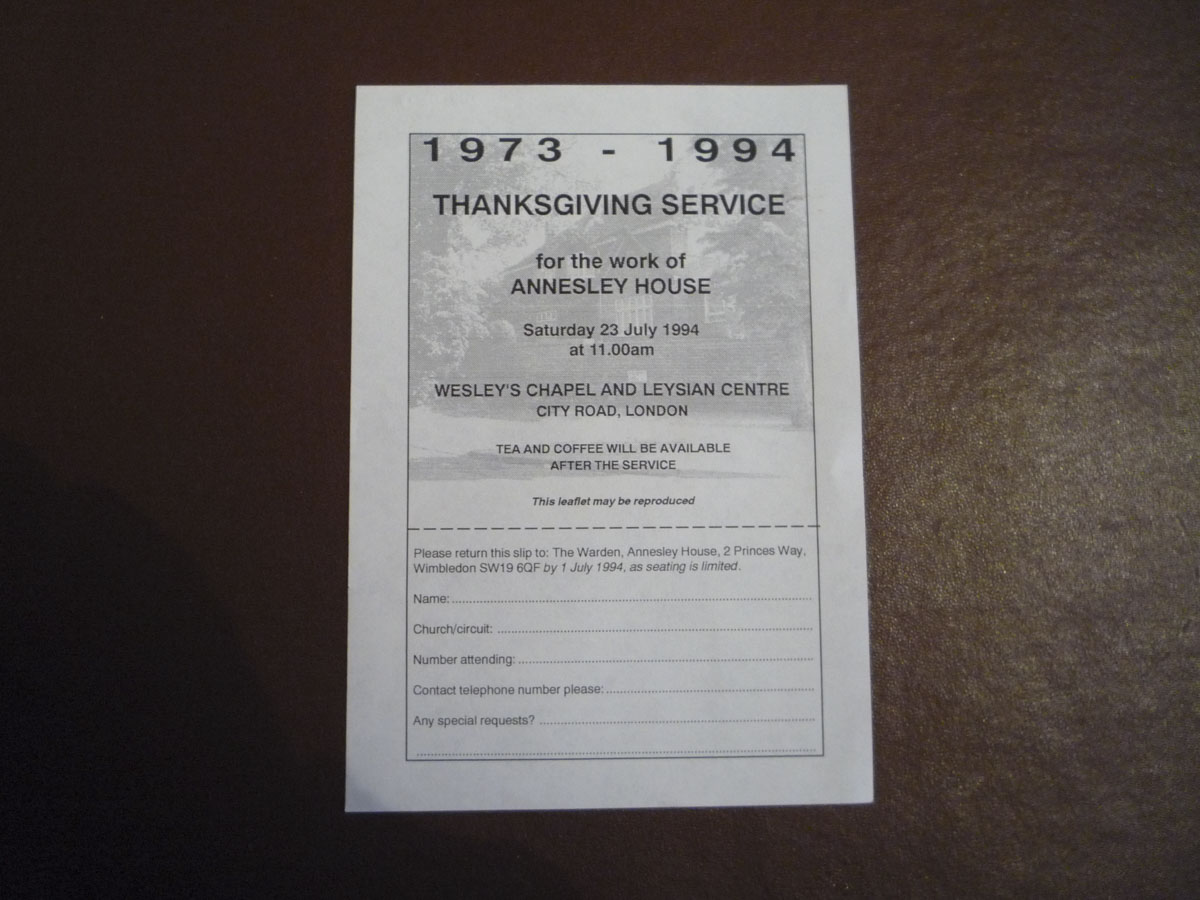 1973 - 1994
THANKSGIVING SERVICE
for the work of
ANNESLEY HOUSE
Saturday 23 July 1994
at 11.00am
WESLEY'S CHAPEL AND LEYSIAN CENTRE
CITY ROAD, LONDON
TEA AND COFFEE WILL BE AVAILABLE
AFTER THE SERVICE
This leaflet may be reproduced
Please return this slip to: The Warden, Annesley House, 2 Princes Way,
Wimbledon SW19 6QF by 1 July 1994, as seating is limited.
Name:
Church/circuit:
Number attending:
Contact telephone number please:
Any special requests?